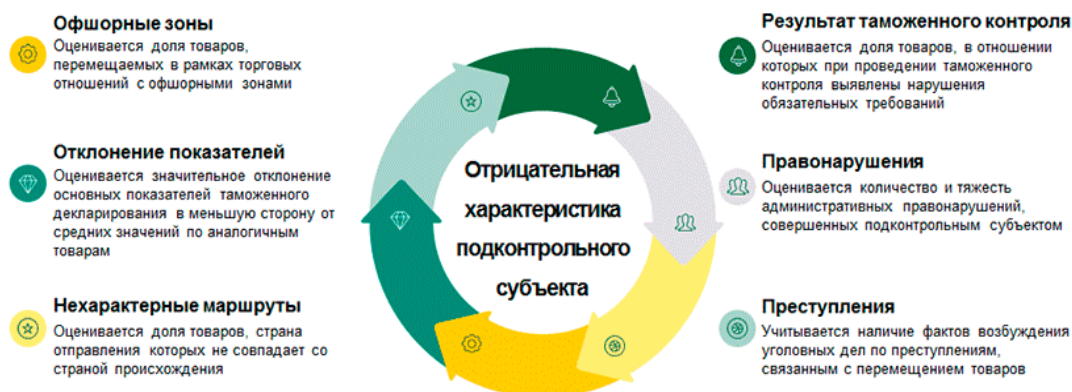 Офшорные зоны
Оценивается доля товаров,
перемещаемых в рамках торговых
отношений с офшорными зонами
Отклонение показателей
Оценивается значительное отклонение
основных показателей таможенного
декларирования в меньшую сторону от
средних значений по аналогичным
товарам
Нехарактерные маршруты
Оценивается доля товаров, страна
отправления которых не совпадает со
страной происхождения
Отрицательная
характеристика
подконтрольного
субъекта
Результат таможенного контроля
Оценивается доля товаров, в отношении
которых при проведении таможенного
контроля выявлены нарушения
обязательных требований
Правонарушения
Оценивается количество и тяжесть
административных правонарушений,
совершенных подконтрольным субъектом
Преступления
Учитывается наличие фактов возбуждения
уголовных дел по преступлениям,
связанным с перемещением товаров